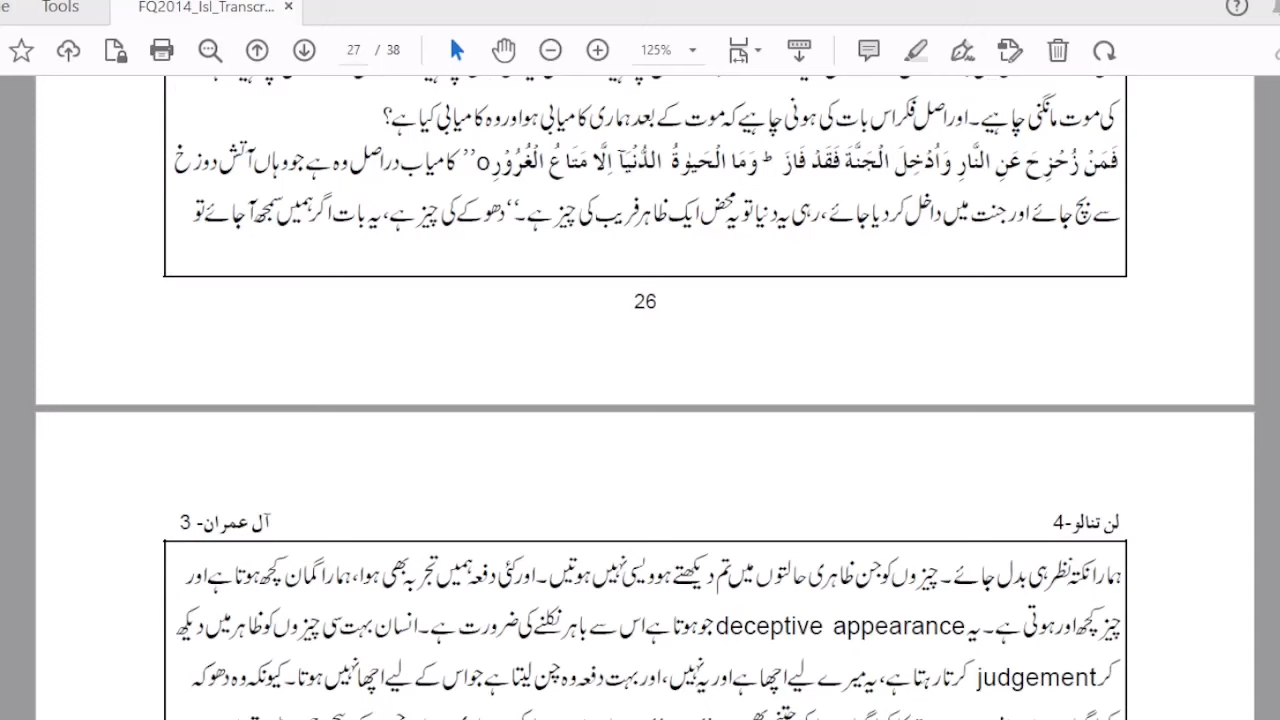 Tools
FQ2014_Isl_Transcr... ×
27 / 38
125%
کی موت مانگنی چاہیے۔ اور اصل فکر اس بات کی ہونی چاہیے کہ موت کے بعد ہماری کامیابی ہو اور وہ کامیابی کیا ہے؟
فَمَنْ زُحْزِحَ عَنِ النَّارِ وَاُدْخِلَ الْجَنَّةَ فَقَدْ فَازَ ط وَمَا الْحَيٰوةُ الدُّنْيَآ اِلَّا مَتَاعُ الْغُرُوْرِo ’’کامیاب دراصل وہ ہے جو وہاں آتش دوزخ
سے بچ جائے اور جنت میں داخل کر دیا جائے، رہی یہ دنیا تو یہ محض ایک ظاہر فریب کی چیز ہے۔‘‘ دھوکے کی چیز ہے، یہ بات اگر ہمیں سمجھ آ جائے تو
26
لن تنالو-4
آل عمران- 3
ہمارا نکتہ نظر ہی بدل جائے۔ چیزوں کو جن ظاہری حالتوں میں تم دیکھتے ہو ویسی نہیں ہوتیں۔ اور کئی دفعہ ہمیں تجربہ بھی ہوا، ہمارا گمان کچھ ہوتا ہے اور
چیز کچھ اور ہوتی ہے۔ یہ deceptive appearance جو ہوتا ہے اس سے باہر نکلنے کی ضرورت ہے۔ انسان بہت سی چیزوں کو ظاہر میں دیکھ
کر judgement کرتا رہتا ہے، یہ میرے لیے اچھا ہے اور یہ نہیں، اور بہت دفعہ وہ چن لیتا ہے جو اس کے لیے اچھا نہیں ہوتا۔ کیونکہ وہ دھوکہ